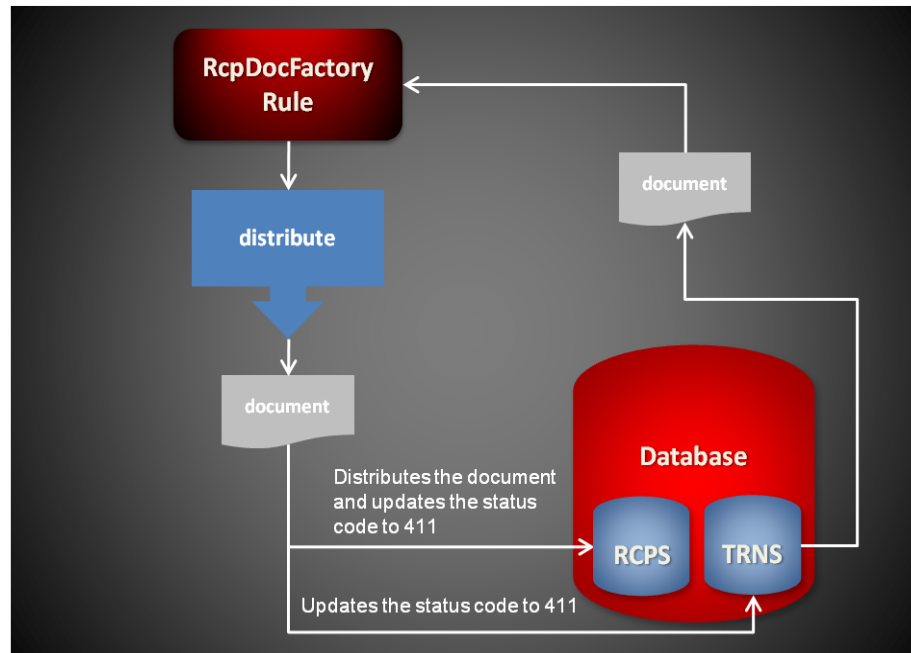 RcpDocFactory
Rule
document
distribute
document
Database
Distributes the document
and updates the status
code to 411
RCPS
TRNS
Updates the status code to 411